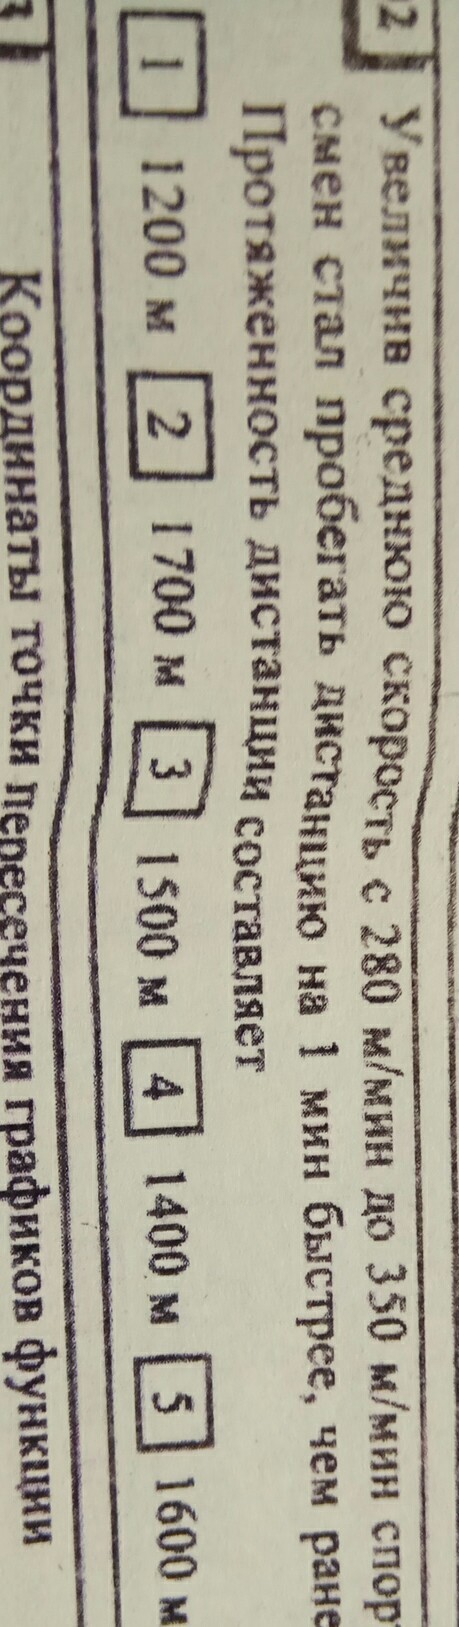 2 Увеличив среднюю скорость с 280 м/мин до 350 м/мин спор
смен стал пробегать дистанцию на 1 мин быстрее, чем ране
Протяженность дистанции составляет
1 1200 м 2 1700 м 3 1500 м 4 1400 м 5 1600 м
Координаты точки пересечения графиков функции